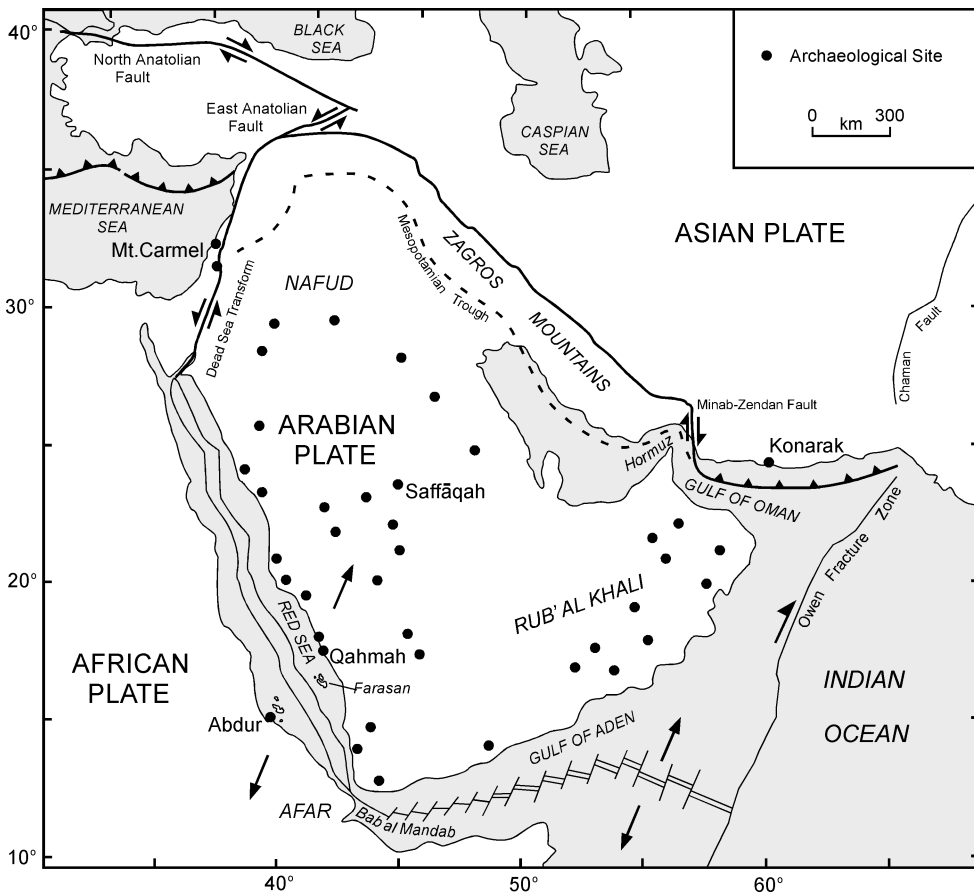 40°
BLACK
SEA
North Anatolian
Fault
East Anatolian
Fault
CASPIAN
SEA
Archaeological Site
0 300
km
MEDITERRANEAN
SEA
Mt.Carmel
ASIAN PLATE
ZAGROS
MOUNTAINS
Mesopotamian
Trough
NAFUD
Dead Sea Transform
30°
Chaman
Fault
ARABIAN
PLATE
Minab-Zendan Fault
Hormuz
Konarak
Saffāqah
GULF OF OMAN
Owen Fracture Zone
20°
RUB' AL KHALI
RED SEA
Qahmah
Farasan
AFRICAN
PLATE
Abdur
INDIAN
OCEAN
GULF OF ADEN
AFAR
Bab al Mandab
10°
40°
50°
60°